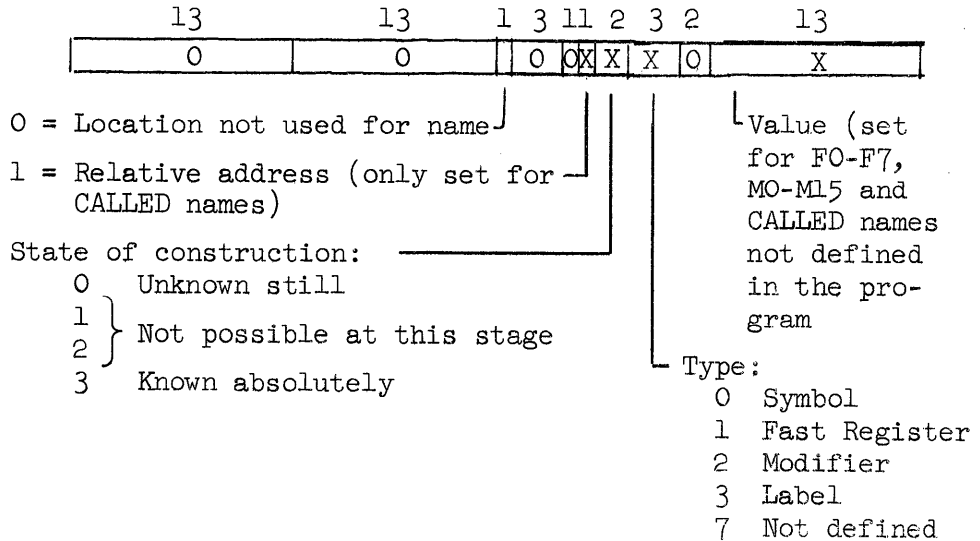 13 13 1 3 11 2 3 2 13
0 0 0 0 X X X 0 X
0 = Location not used for name
1 = Relative address (only set for
CALLED names)
State of construction:
0 Unknown still
1
2 } Not possible at this stage
3 Known absolutely
Value (set
for F0-F7,
M0-M15 and
CALLED names
not defined
in the pro-
gram
Type:
0 Symbol
1 Fast Register
2 Modifier
3 Label
7 Not defined